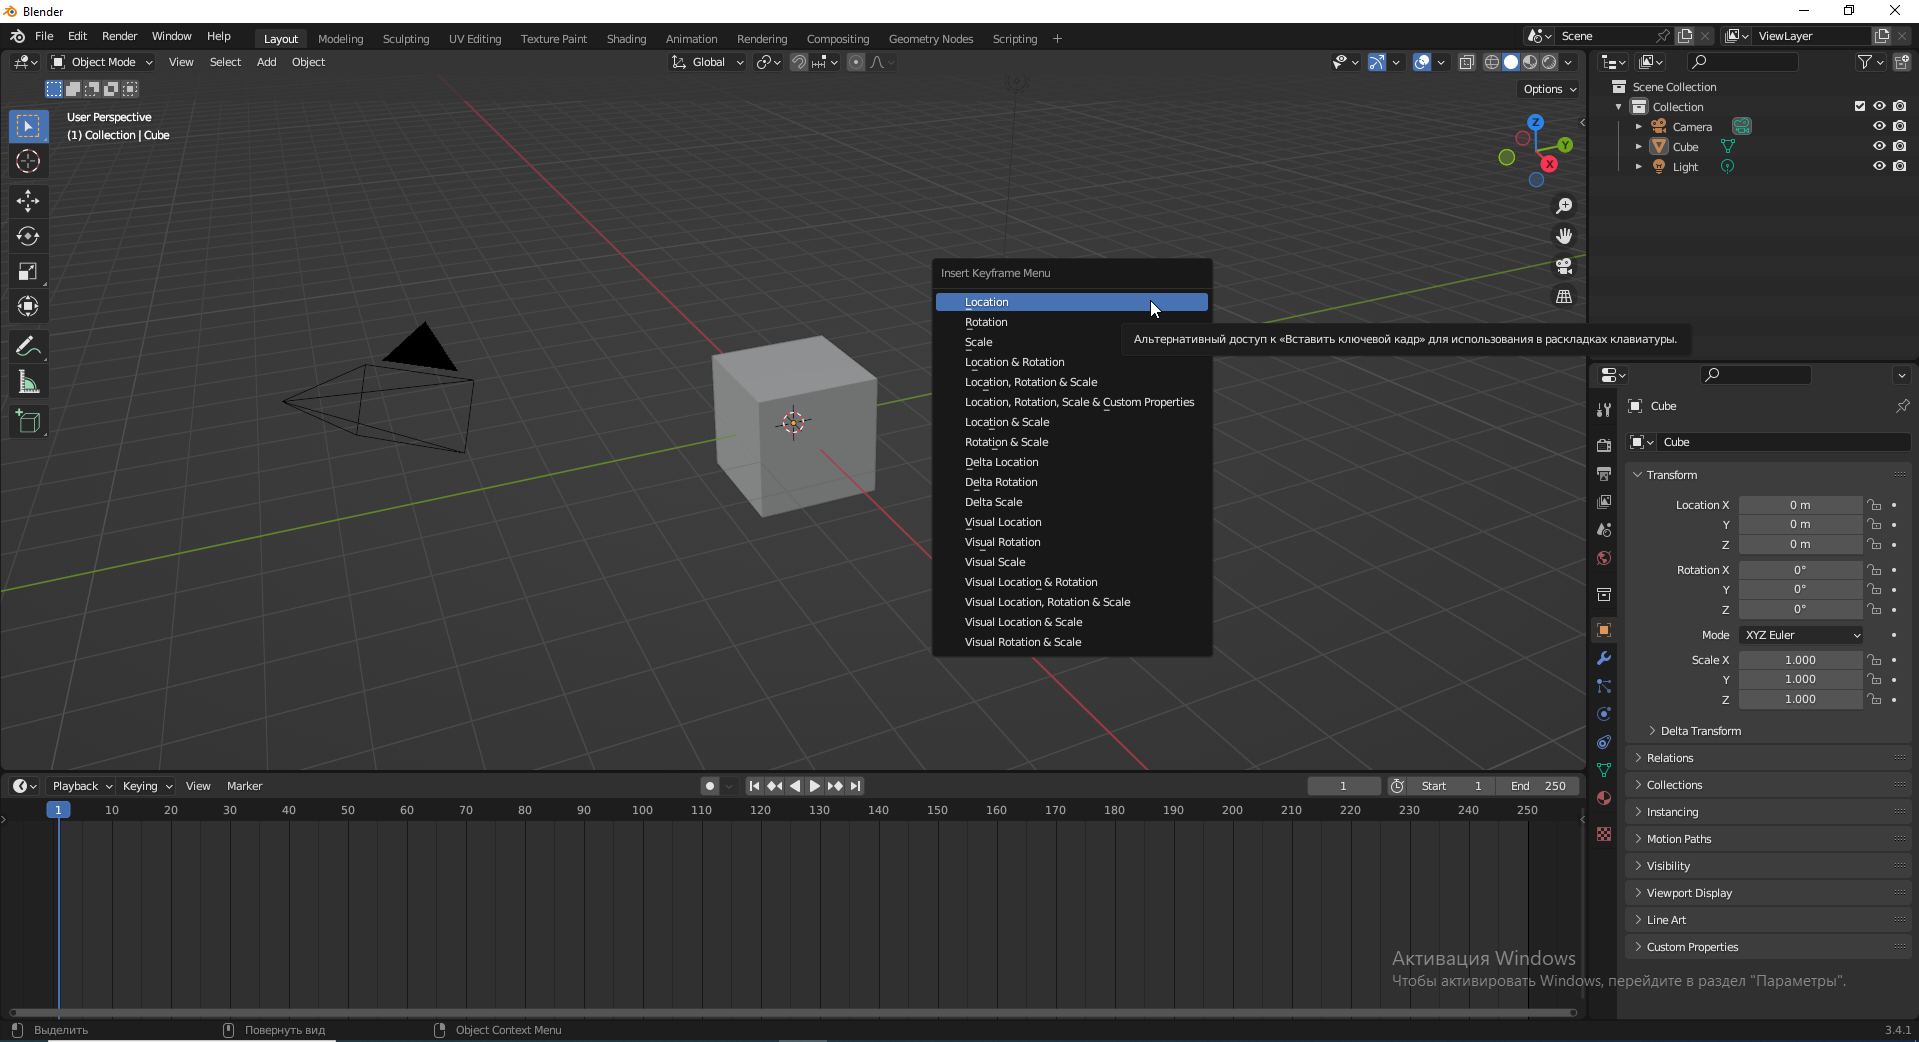 Blender
File Edit Render Window Help
Layout Modeling Sculpting UV Editing Texture Paint Shading Animation Rendering Compositing Geometry Nodes Scripting +
Scene
ViewLayer
Object Mode View Select Add Object
Global
Options
User Perspective
(1) Collection | Cube
Z
Y
X
Scene Collection
Collection
Camera
Cube
Light
Insert Keyframe Menu
Location
Rotation
Scale
Location & Rotation
Location, Rotation & Scale
Location, Rotation, Scale & Custom Properties
Location & Scale
Rotation & Scale
Delta Location
Delta Rotation
Delta Scale
Visual Location
Visual Rotation
Visual Scale
Visual Location & Rotation
Visual Location, Rotation & Scale
Visual Location & Scale
Visual Rotation & Scale
Альтернативный доступ к «Вставить ключевой кадр» для использования в раскладках клавиатуры.
Cube
Cube
Transform
Location X 0 m
Y 0 m
Z 0 m
Rotation X 0°
Y 0°
Z 0°
Mode XYZ Euler
Scale X 1.000
Y 1.000
Z 1.000
Delta Transform
Relations
Collections
Instancing
Motion Paths
Visibility
Viewport Display
Line Art
Custom Properties
Playback Keying View Marker
1
Start 1 End 250
1 10 20 30 40 50 60 70 80 90 100 110 120 130 140 150 160 170 180 190 200 210 220 230 240 250
Активация Windows
Чтобы активировать Windows, перейдите в раздел "Параметры".
Выделить Повернуть вид Object Context Menu
3.4.1